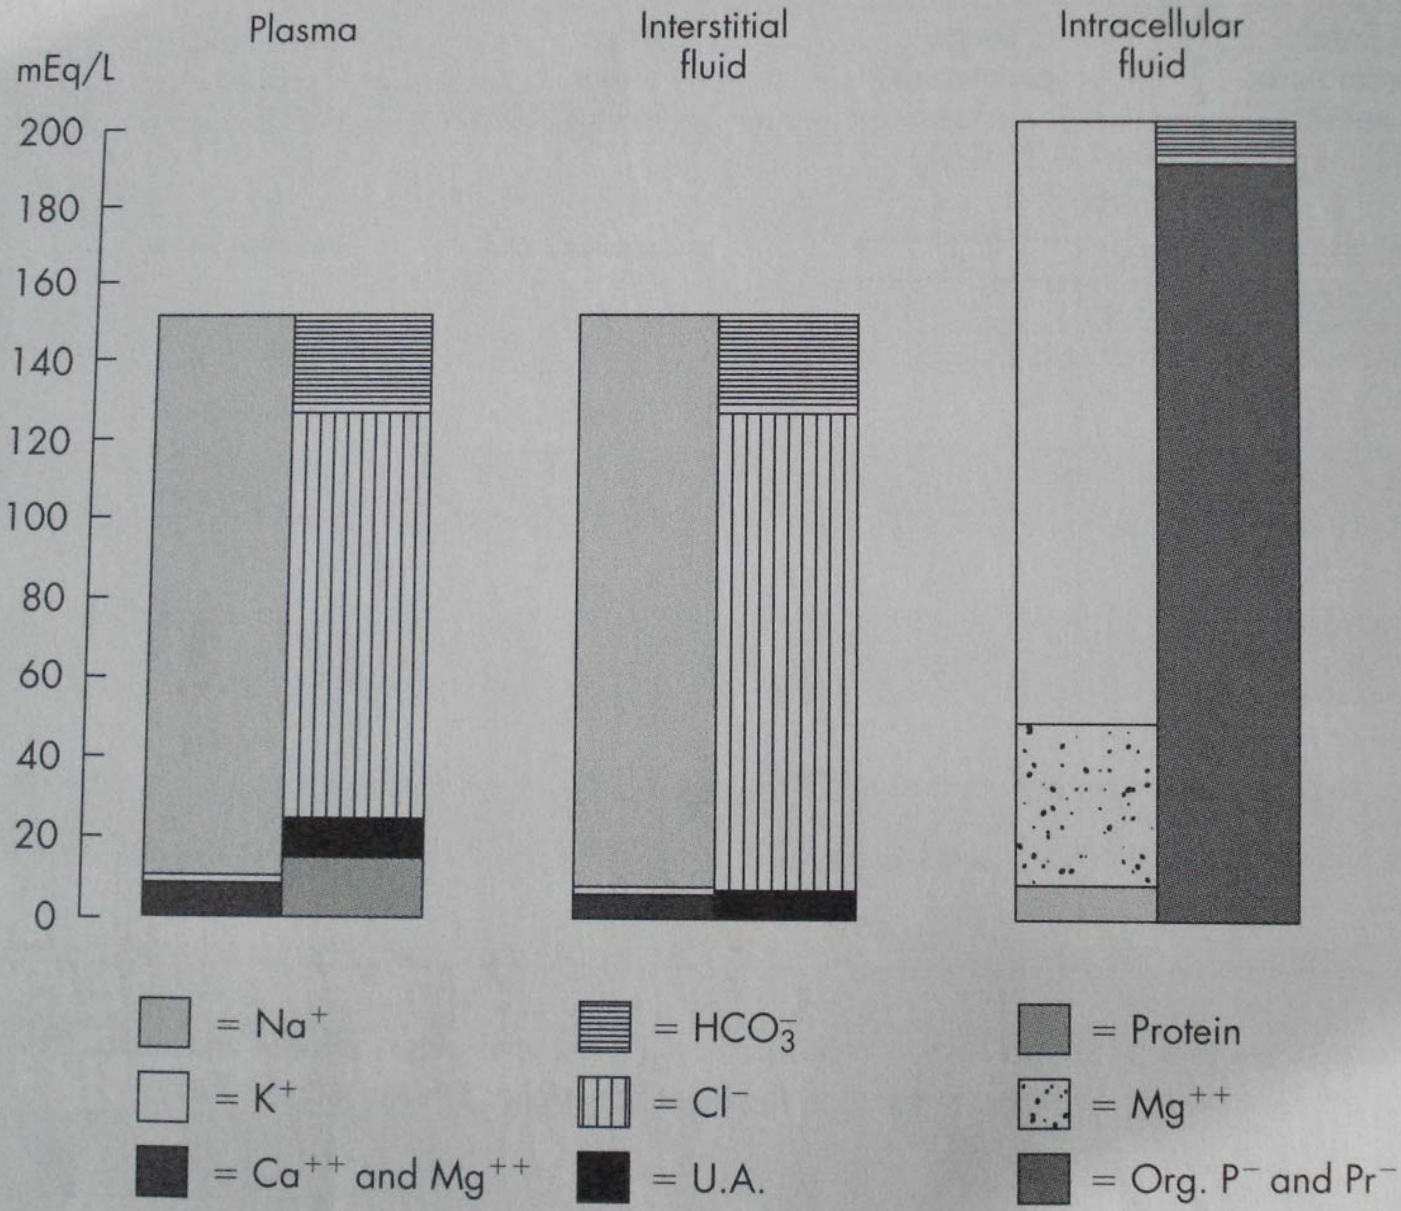 Plasma
Interstitial
fluid
Intracellular
fluid
mEq/L
200
180
160
140
120
100
80
60
40
20
0
= Na⁺
= HCO₃⁻
= Protein
= K⁺
= Cl⁻
= Mg⁺⁺
= Ca⁺⁺ and Mg⁺⁺
= U.A.
= Org. P⁻ and Pr⁻